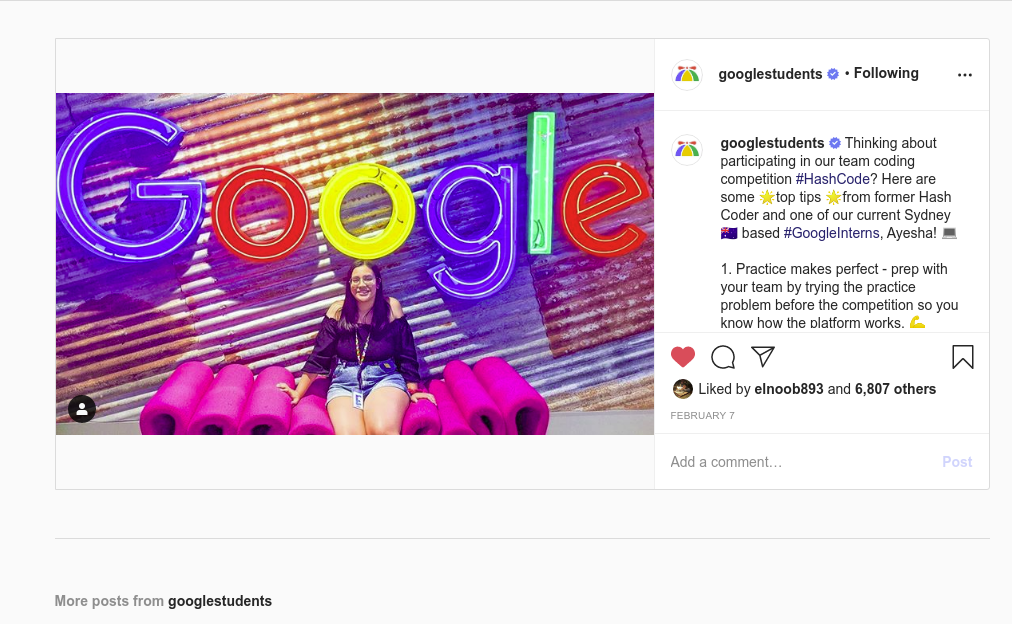 Google
E
googlestudents • Following
googlestudents Thinking about
participating in our team coding
competition #HashCode? Here are
some 🌟top tips 🌟from former Hash
Coder and one of our current Sydney
🇦🇺 based #GoogleInterns, Ayesha! 💻
1. Practice makes perfect - prep with
your team by trying the practice
problem before the competition so you
know how the platform works. 💪
Liked by elnoob893 and 6,807 others
FEBRUARY 7
Add a comment…
Post
More posts from googlestudents